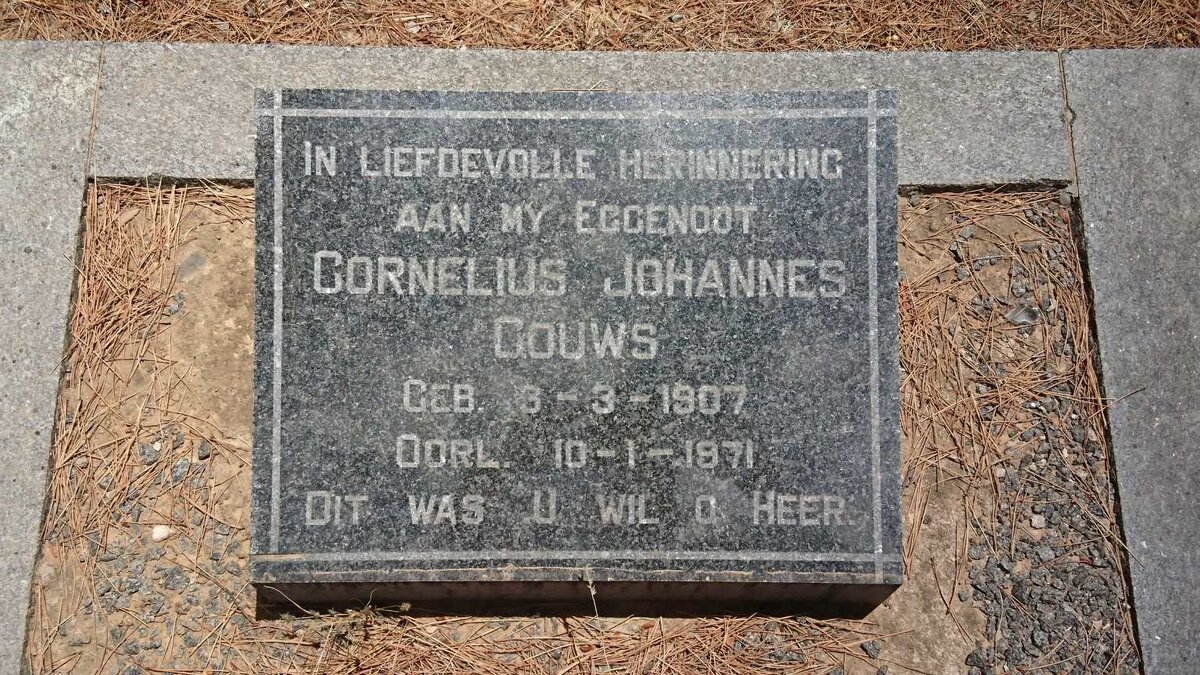 IN LIEFDEVOLLE HERINNERING
AAN MY EGGENOOT
CORNELIUS JOHANNES
GOUWS
GEB. 3-3-1907
OORL. 10-1-1971
DIT WAS U WIL O HEER.